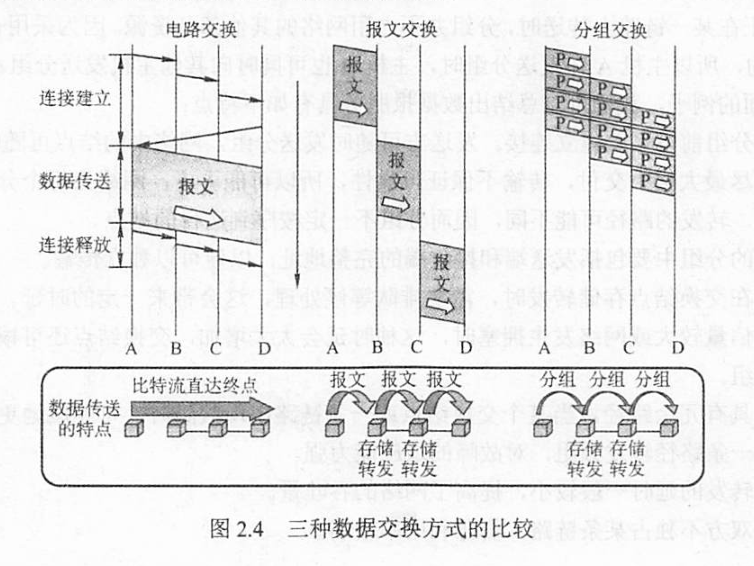 电路交换
报文交换
分组交换
连接建立
数据传送
连接释放
报文
报文
报文
报文
P P P
P P P
P P P
P P P
A B C D
A B C D
A B C D
数据传送
的特点
比特流直达终点
报文 报文 报文
分组 分组 分组
存储 存储
转发 转发
存储 存储
转发 转发
图 2.4 三种数据交换方式的比较